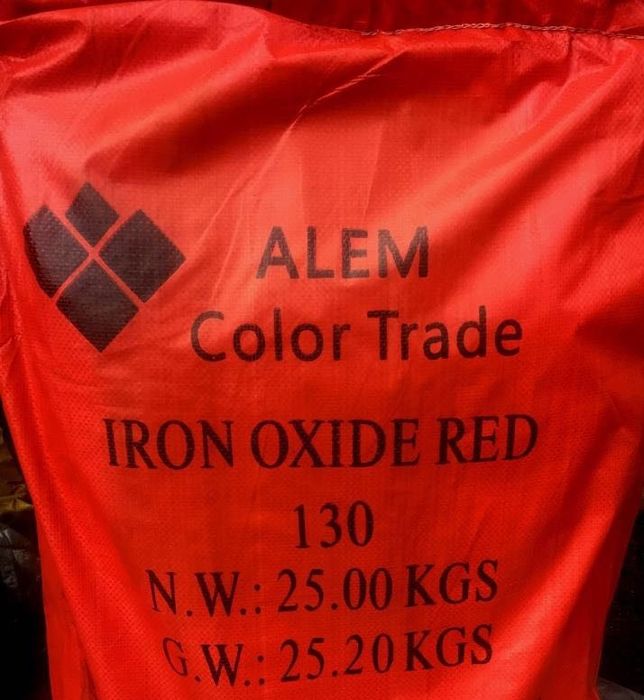 ALEM
Color Trade
IRON OXIDE RED
130
N.W.: 25.00 KGS
G.W.: 25.20 KGS